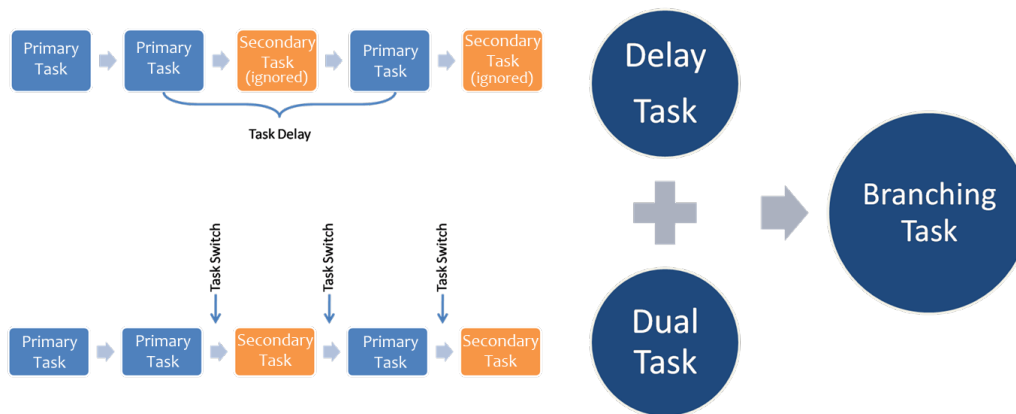 Primary
Task
Primary
Task
Secondary
Task
(ignored)
Primary
Task
Secondary
Task
(ignored)
Task Delay
Task Switch
Task Switch
Task Switch
Primary
Task
Primary
Task
Secondary
Task
Primary
Task
Secondary
Task
Delay
Task
Dual
Task
Branching
Task